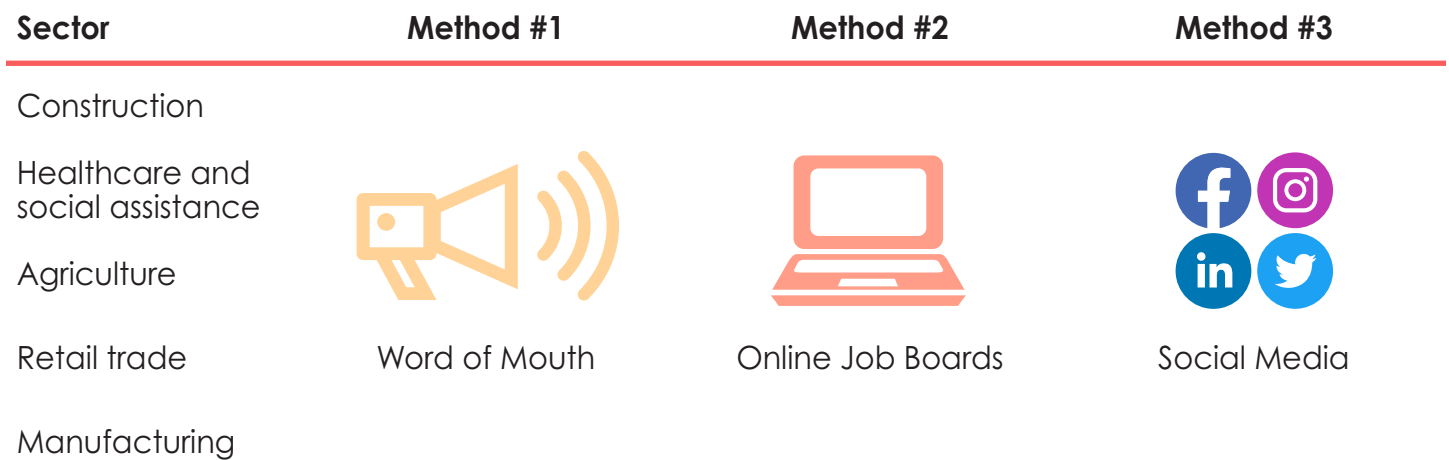 Sector Method #1 Method #2 Method #3
Construction
Healthcare and
social assistance
Agriculture
in
Retail trade Word of Mouth Online Job Boards Social Media
Manufacturing